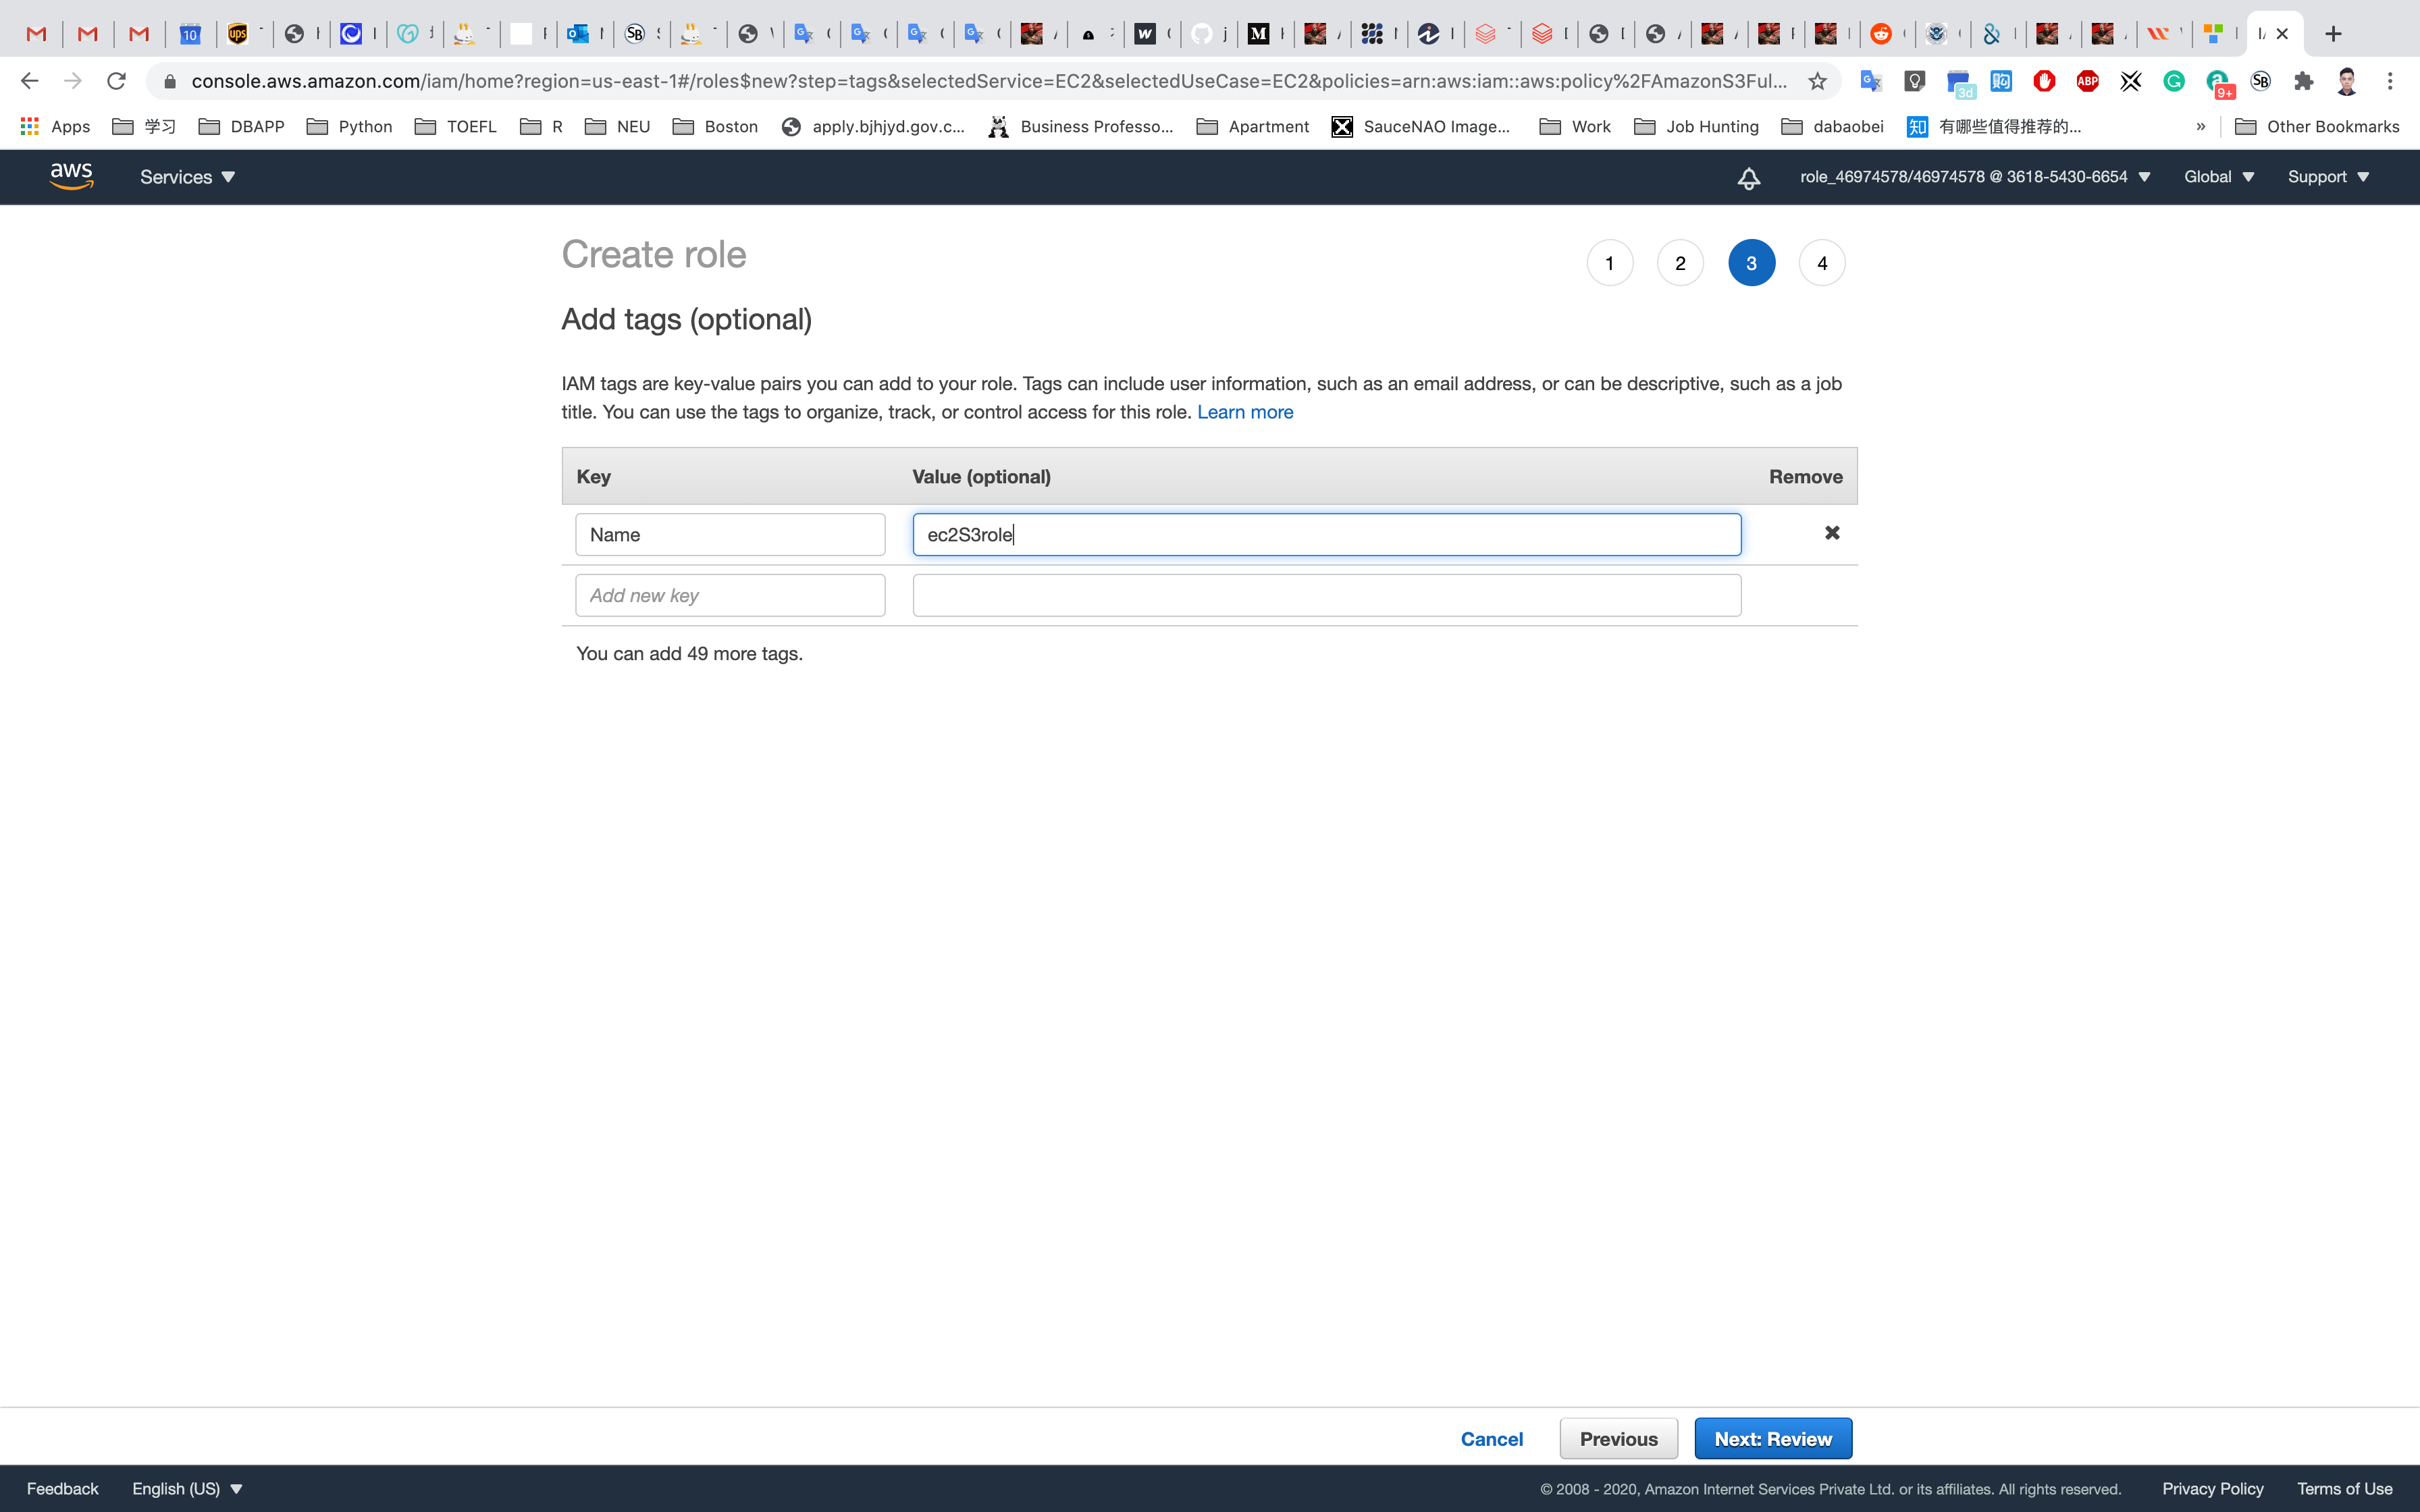 10
ups
3d
ABP
9+
SB
console.aws.amazon.com/iam/home?region=us-east-1#/roles$new?step=tags&selectedService=EC2&selectedUseCase=EC2&policies=arn:aws:iam::aws:policy%2FAmazonS3Ful...
Apps 学习 DBAPP Python TOEFL R NEU Boston apply.bjhjyd.gov.c... Business Professo... Apartment SauceNAO Image... Work Job Hunting dabaobei 知 有哪些值得推荐的... » Other Bookmarks
aws Services role_46974578/46974578 @ 3618-5430-6654 Global Support
Create role
1 2 3 4
Add tags (optional)
IAM tags are key-value pairs you can add to your role. Tags can include user information, such as an email address, or can be descriptive, such as a job
title. You can use the tags to organize, track, or control access for this role. Learn more
Key Value (optional) Remove
Name ec2S3role
Add new key
You can add 49 more tags.
Cancel Previous Next: Review
Feedback English (US) © 2008 - 2020, Amazon Internet Services Private Ltd. or its affiliates. All rights reserved. Privacy Policy Terms of Use